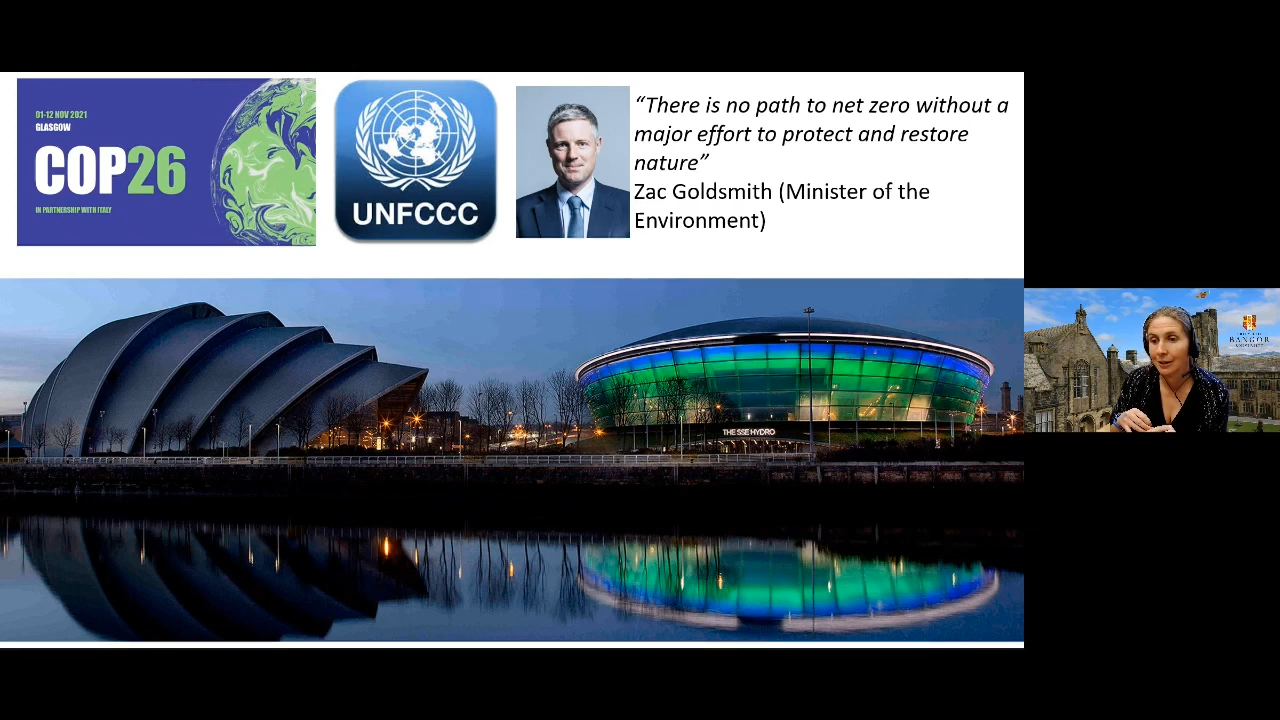 01-12 NOV 2021
GLASGOW
COP26
IN PARTNERSHIP WITH ITALY
UNFCCC
“There is no path to net zero without a
major effort to protect and restore
nature”
Zac Goldsmith (Minister of the
Environment)
THE SSE HYDRO
BANGOR